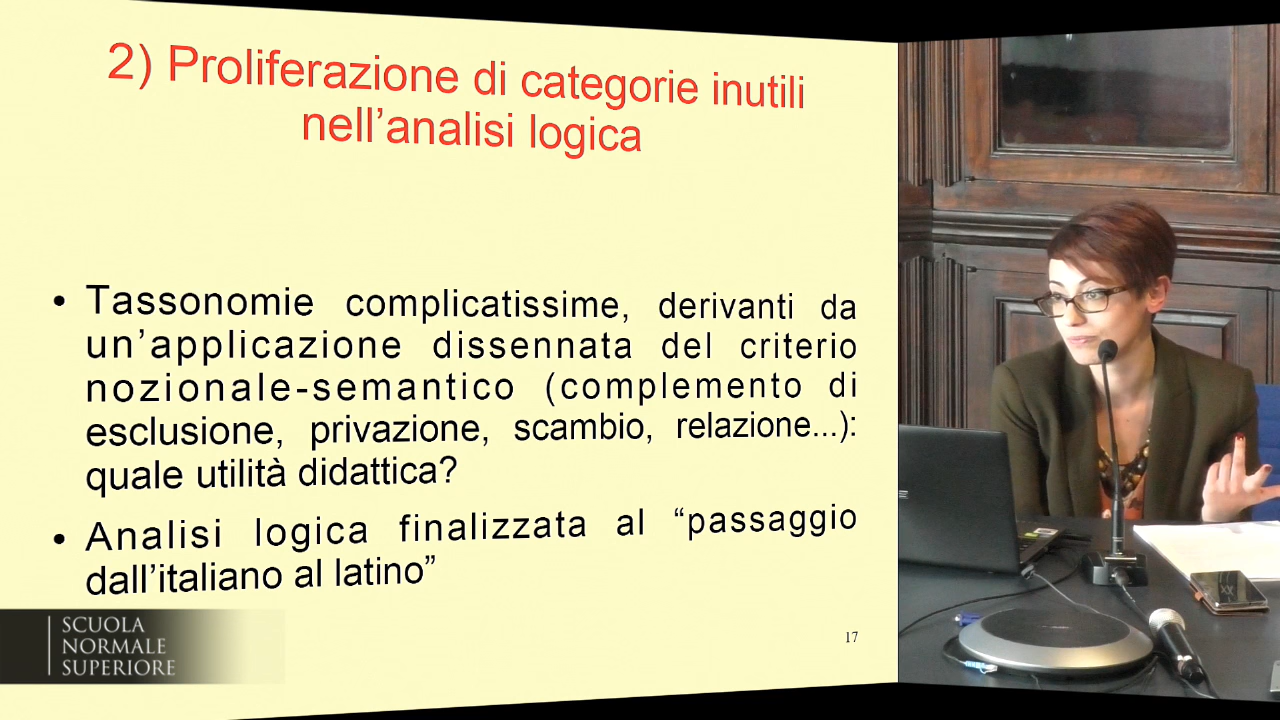 2) Proliferazione di categorie inutili
nell’analisi logica
• Tassonomie complicatissime, derivanti da
un’applicazione dissennata del criterio
nozionale-semantico (complemento di
esclusione, privazione, scambio, relazione...):
quale utilità didattica?
• Analisi logica finalizzata al “passaggio
dall’italiano al latino”
17
SCUOLA
NORMALE
SUPERIORE